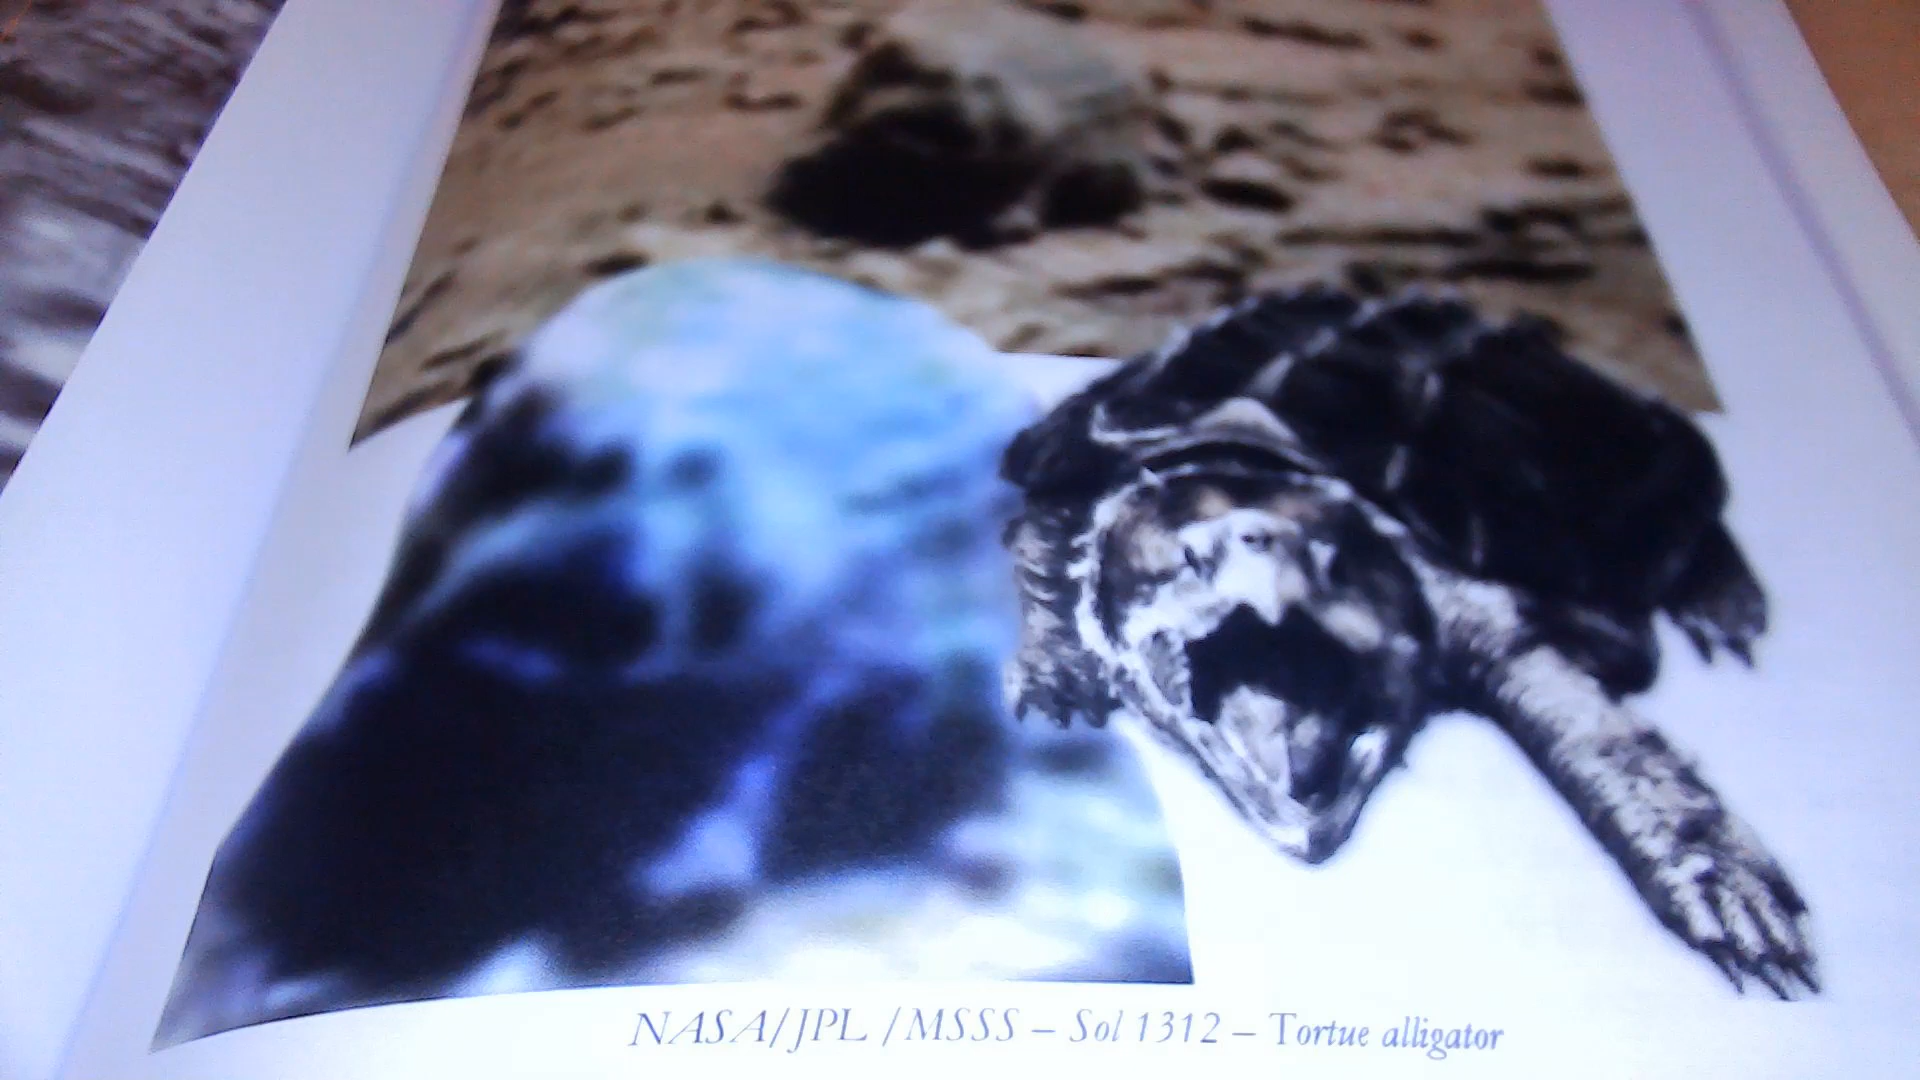 NASA/JPL /MSSS – Sol 1312 – Tortue alligator